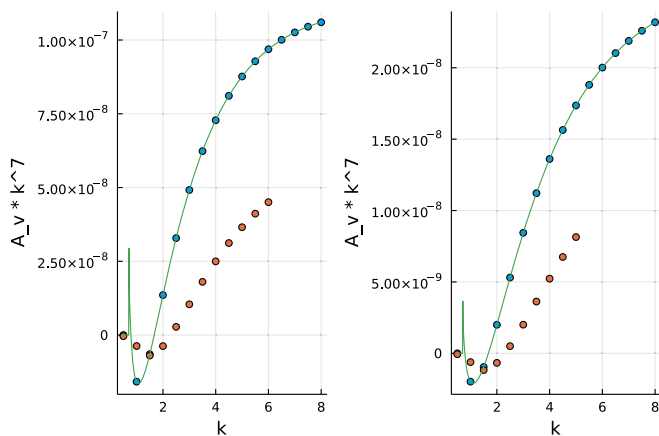 1.00×10⁻⁷
7.50×10⁻⁸
5.00×10⁻⁸
2.50×10⁻⁸
0
2 4 6 8
k
A_v * k^7
2.00×10⁻⁸
1.50×10⁻⁸
1.00×10⁻⁸
5.00×10⁻⁹
0
2 4 6 8
k
A_v * k^7